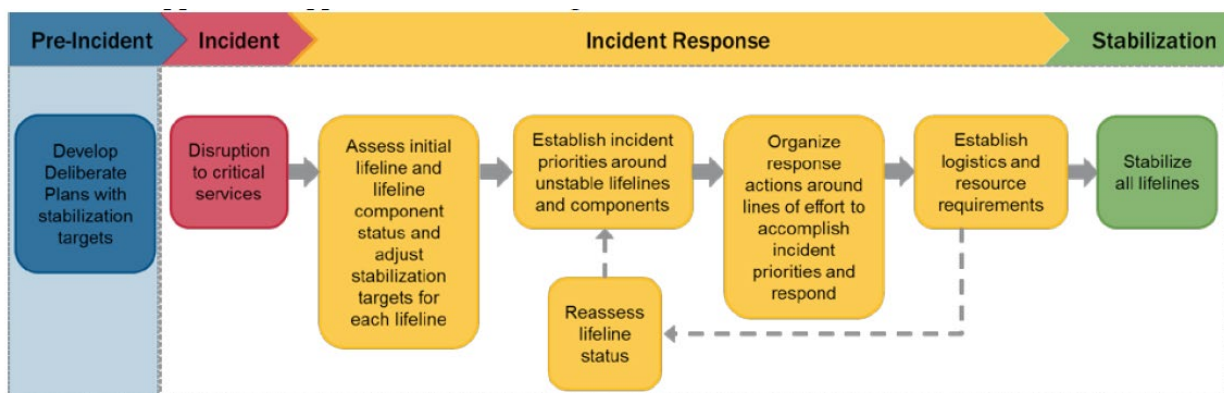 Pre-Incident
Incident
Incident Response
Stabilization
Develop
Deliberate
Plans with
stabilization
targets
Disruption
to critical
services
Assess initial
lifeline and
lifeline
component
status and
adjust
stabilization
targets for
each lifeline
Establish incident
priorities around
unstable lifelines
and components
Organize
response
actions around
lines of effort to
accomplish
incident
priorities and
respond
Establish
logistics and
resource
requirements
Stabilize
all lifelines
Reassess
lifeline
status